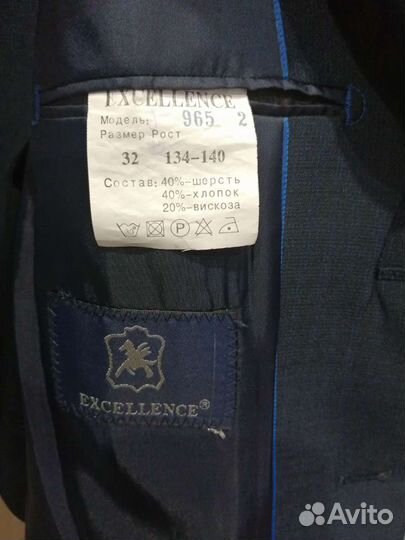 EXCELLENCE
Модель: 965 2
Размер Рост
32 134-140
Состав: 40%-шерсть
40%-хлопок
20%-вискоза
P
EXCELLENCE®
Avito